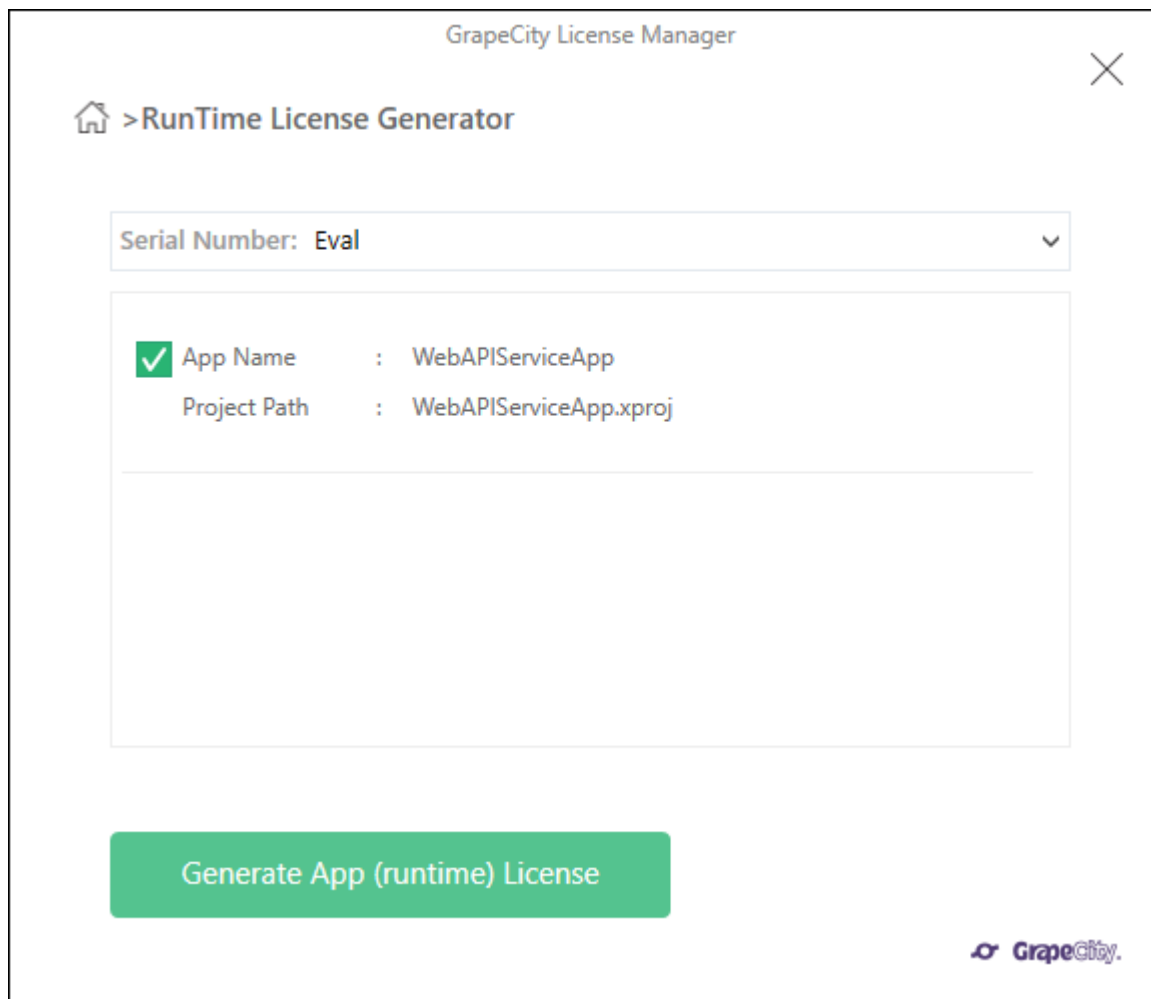 GrapeCity License Manager
>RunTime License Generator
Serial Number: Eval
App Name : WebAPIServiceApp
Project Path : WebAPIServiceApp.xproj
Generate App (runtime) License
GrapeCity.